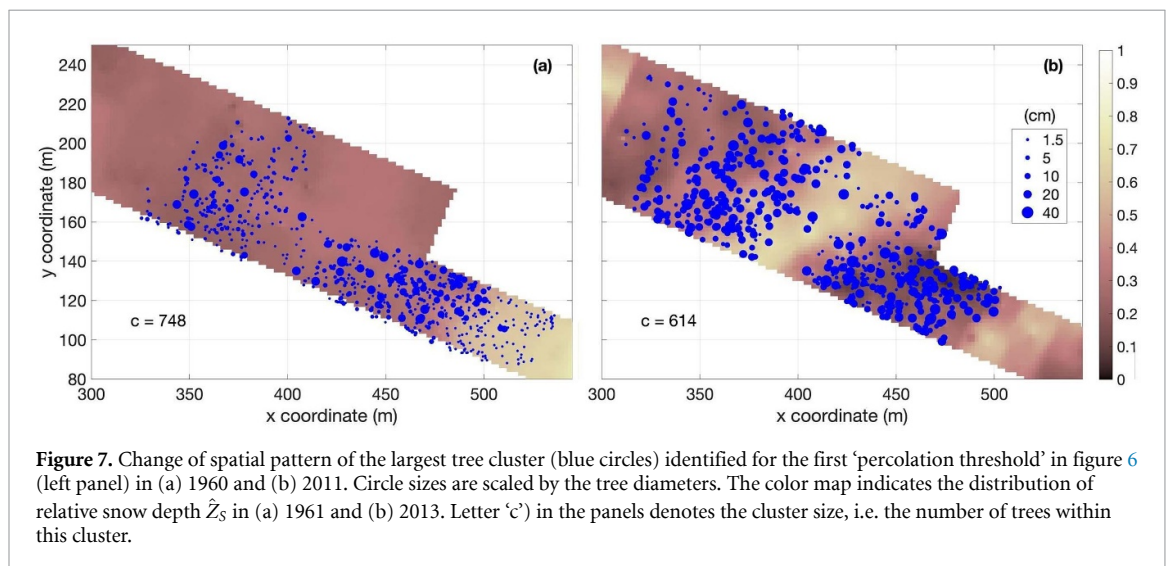 (a)
240
220
200
180
160
140
120
100
80
y coordinate (m)
c = 748
300 350 400 450 500
x coordinate (m)
(b)
(cm)
1.5
5
10
20
40
c = 614
300 350 400 450 500
x coordinate (m)
1
0.9
0.8
0.7
0.6
0.5
0.4
0.3
0.2
0.1
0
Figure 7. Change of spatial pattern of the largest tree cluster (blue circles) identified for the first ‘percolation threshold’ in figure 6
(left panel) in (a) 1960 and (b) 2011. Circle sizes are scaled by the tree diameters. The color map indicates the distribution of
relative snow depth Ẑ_S in (a) 1961 and (b) 2013. Letter ‘c’) in the panels denotes the cluster size, i.e. the number of trees within
this cluster.